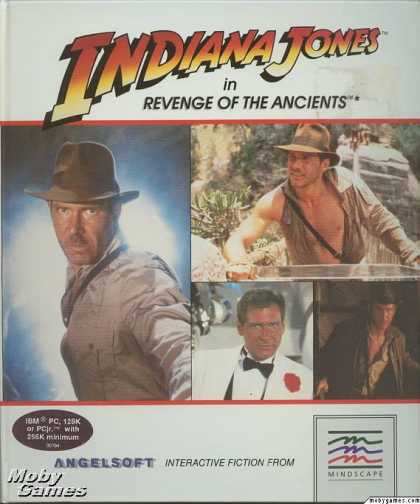 INDIANA JONES™
in
REVENGE OF THE ANCIENTS™*
IBM® PC, 128K
or PCjr.™ with
256K minimum
ANGELSOFT INTERACTIVE FICTION FROM
MINDSCAPE
Moby
Games
mobygames.com